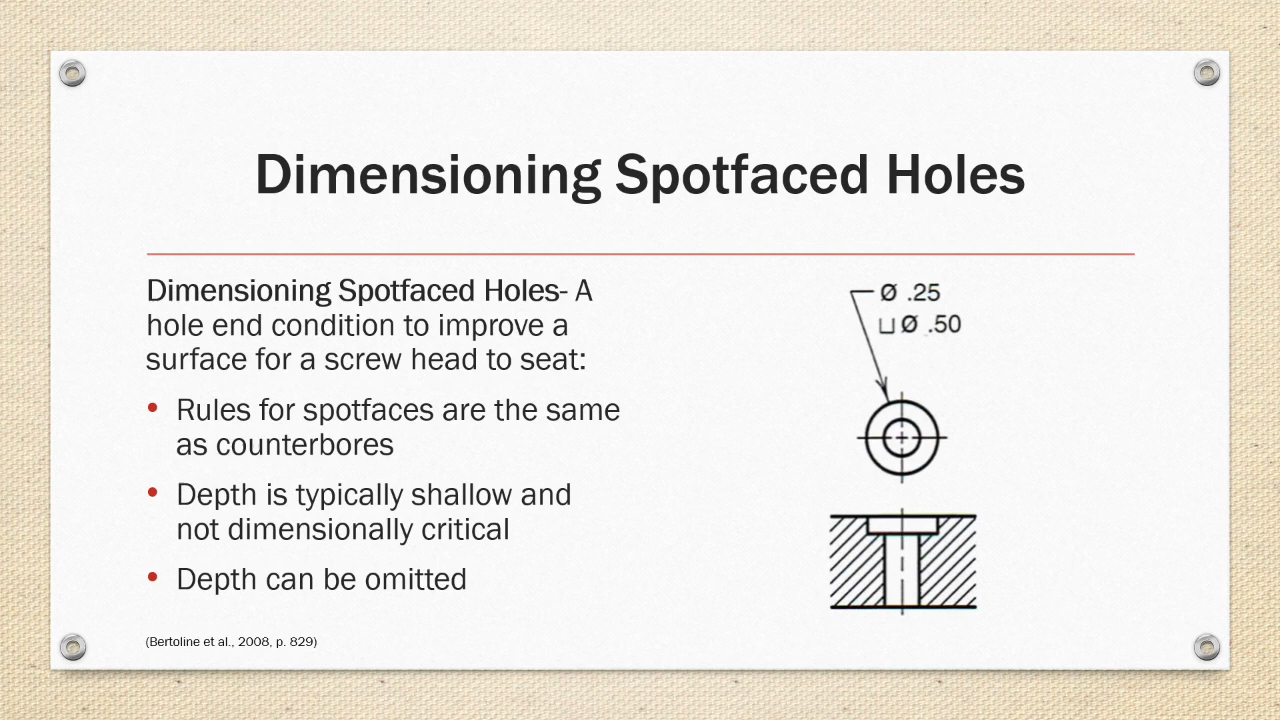 Dimensioning Spotfaced Holes
Dimensioning Spotfaced Holes- A
hole end condition to improve a
surface for a screw head to seat:
• Rules for spotfaces are the same
as counterbores
• Depth is typically shallow and
not dimensionally critical
• Depth can be omitted
(Bertoline et al., 2008, p. 829)
Ø .25
⌴ Ø .50